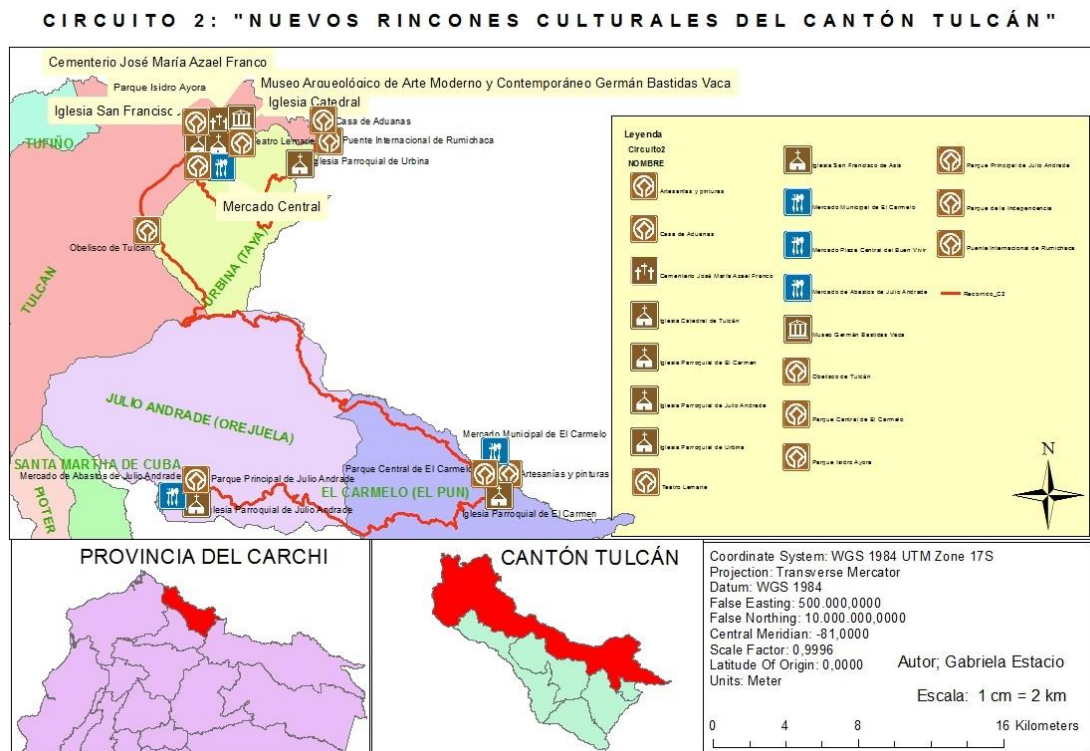 CIRCUITO 2: "NUEVOS RINCONES CULTURALES DEL CANTÓN TULCÁN"
Cementerio José María Azael Franco
Parque Isidro Ayora
Museo Arqueológico de Arte Moderno y Contemporáneo Germán Bastidas Vaca
Iglesia San Francisc
Iglesia Catedral
Casa de Aduanas
TUFIÑO
Teatro Lemarie
Puente Internacional de Rumichaca
Iglesia Parroquial de Urbina
Mercado Central
Obelisco de Tulcán
URBINA (TAYA)
TULCAN
JULIO ANDRADE (OREJUELA)
Mercado Municipal de El Carmelo
SANTA MARTHA DE CUBA
Mercado de Abastos de Julio Andrade
Parque Principal de Julio Andrade
Parque Central de El Carmelo
Artesanías y pinturas
EL CARMELO (EL PUN)
PIOTER
Iglesia Parroquial de Julio Andrade
Iglesia Parroquial de El Carmen
Leyenda
Circuito2
NOMBRE
Artesanías y pinturas
Casa de Aduanas
Cementerio José María Azael Franco
Iglesia Catedral de Tulcán
Iglesia Parroquial de El Carmen
Iglesia Parroquial de Julio Andrade
Iglesia Parroquial de Urbina
Teatro Lemarie
Iglesia San Francisco de Asis
Mercado Municipal de El Carmelo
Mercado Plaza Central del Buen Vivir
Mercado de Abastos de Julio Andrade
Museo Germán Bastidas Vaca
Obelisco de Tulcán
Parque Central de El Carmelo
Parque Isidro Ayora
Parque Principal de Julio Andrade
Parque de la Independencia
Puente Internacional de Rumichaca
Recorrido_C2
N
PROVINCIA DEL CARCHI
CANTÓN TULCÁN
Coordinate System: WGS 1984 UTM Zone 17S
Projection: Transverse Mercator
Datum: WGS 1984
False Easting: 500.000,0000
False Northing: 10.000.000,0000
Central Meridian: -81,0000
Scale Factor: 0,9996
Latitude Of Origin: 0,0000
Units: Meter
Autor; Gabriela Estacio
Escala: 1 cm = 2 km
0 4 8 16 Kilometers